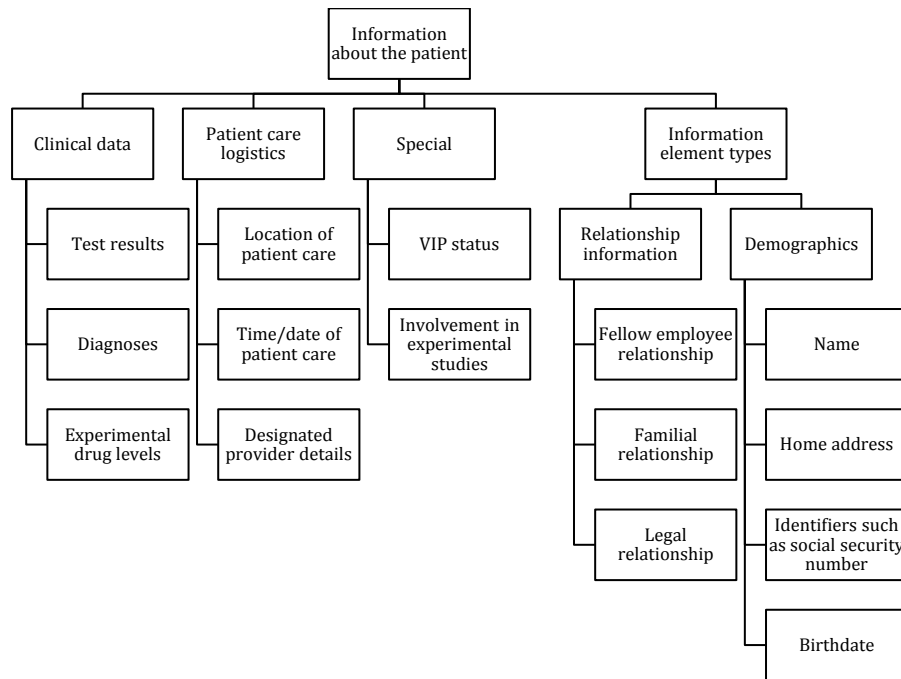 Information
about the patient
Clinical data
Patient care
logistics
Special
Information
element types
Test results
Location of
patient care
VIP status
Relationship
information
Demographics
Diagnoses
Time/date of
patient care
Involvement in
experimental
studies
Fellow employee
relationship
Name
Experimental
drug levels
Designated
provider details
Familial
relationship
Home address
Legal
relationship
Identifiers such
as social security
number
Birthdate